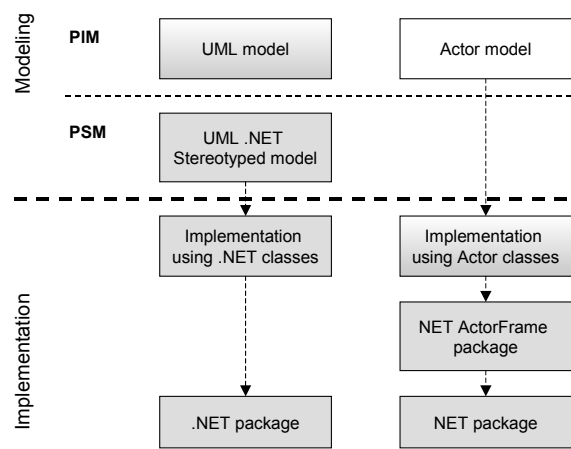 Modeling
PIM
UML model
Actor model
PSM
UML .NET
Stereotyped model
Implementation
Implementation
using .NET classes
Implementation
using Actor classes
NET ActorFrame
package
.NET package
NET package